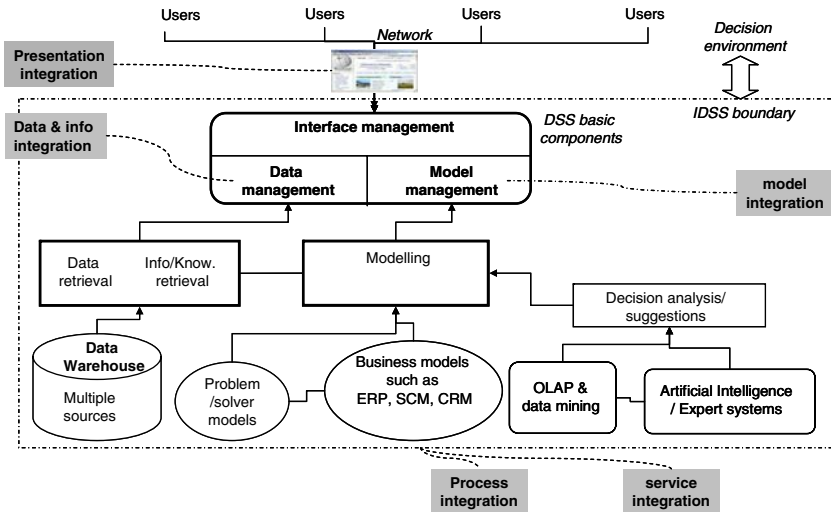 Users
Users
Users
Users
Network
Decision
environment
Presentation
integration
IDSS boundary
Data & info
integration
Interface management
DSS basic
components
Data
management
Model
management
model
integration
Data
retrieval
Info/Know.
retrieval
Modelling
Decision analysis/
suggestions
Data
Warehouse
Multiple
sources
Problem
/solver
models
Business models
such as
ERP, SCM, CRM
OLAP &
data mining
Artificial Intelligence
/ Expert systems
Process
integration
service
integration